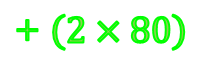 + (2 × 80)